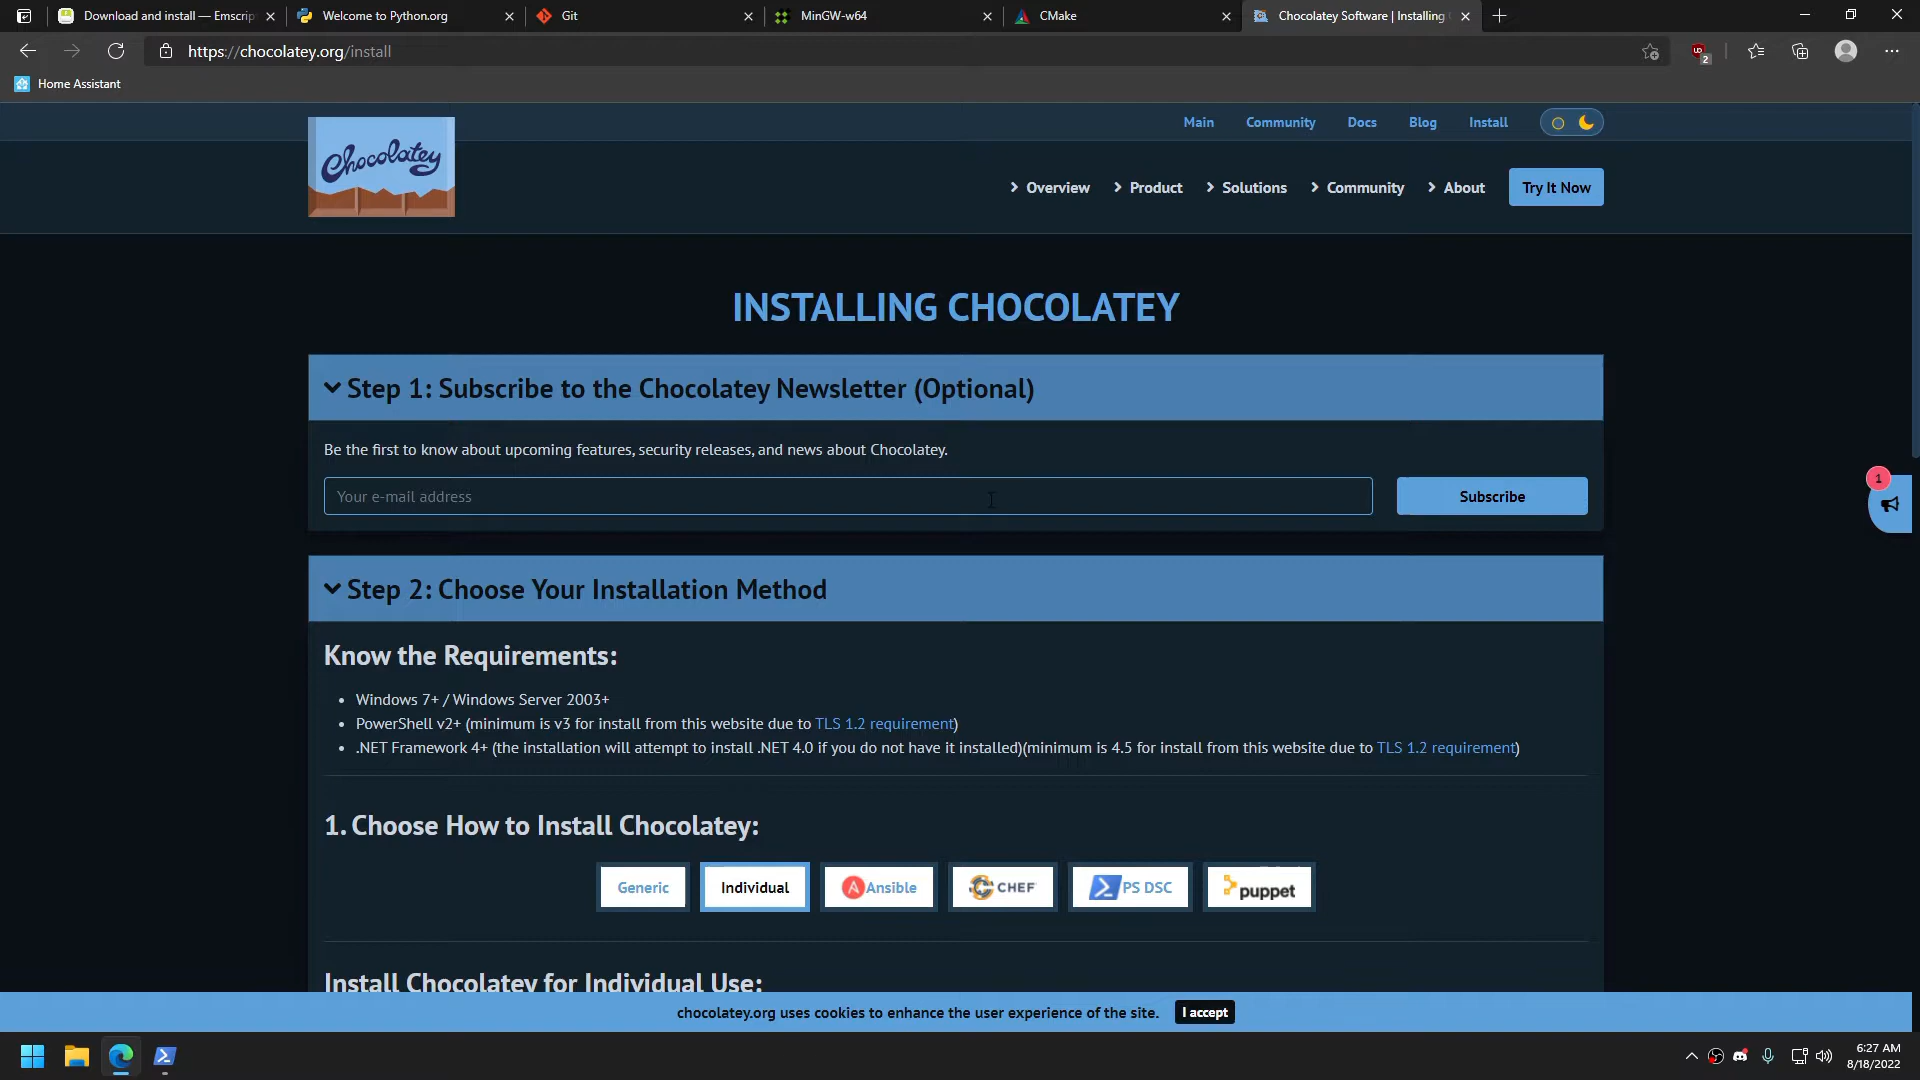 Download and install — Emscrip
Welcome to Python.org
Git
MinGW-w64
CMake
Chocolatey Software | Installing
https://chocolatey.org/install
2
Home Assistant
Main
Community
Docs
Blog
Install
Chocolatey
Overview
Product
Solutions
Community
About
Try It Now
INSTALLING CHOCOLATEY
Step 1: Subscribe to the Chocolatey Newsletter (Optional)
Be the first to know about upcoming features, security releases, and news about Chocolatey.
Your e-mail address
Subscribe
1
Step 2: Choose Your Installation Method
Know the Requirements:
• Windows 7+ / Windows Server 2003+
• PowerShell v2+ (minimum is v3 for install from this website due to TLS 1.2 requirement)
• .NET Framework 4+ (the installation will attempt to install .NET 4.0 if you do not have it installed)(minimum is 4.5 for install from this website due to TLS 1.2 requirement)
1. Choose How to Install Chocolatey:
Generic
Individual
Ansible
CHEF
PS DSC
puppet
Install Chocolatey for Individual Use:
chocolatey.org uses cookies to enhance the user experience of the site.
I accept
6:27 AM
8/18/2022